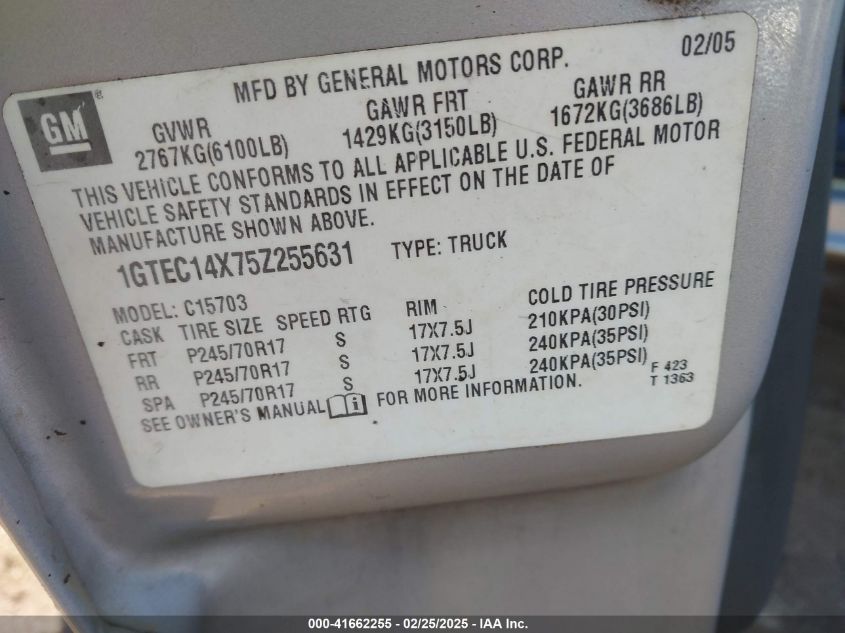 GM®
MFD BY GENERAL MOTORS CORP. 02/05
GVWR GAWR FRT GAWR RR
2767KG(6100LB) 1429KG(3150LB) 1672KG(3686LB)
THIS VEHICLE CONFORMS TO ALL APPLICABLE U.S. FEDERAL MOTOR
VEHICLE SAFETY STANDARDS IN EFFECT ON THE DATE OF
MANUFACTURE SHOWN ABOVE.
1GTEC14X75Z255631 TYPE: TRUCK
MODEL: C15703
CASK TIRE SIZE SPEED RTG RIM COLD TIRE PRESSURE
FRT P245/70R17 S 17X7.5J 210KPA(30PSI)
RR P245/70R17 S 17X7.5J 240KPA(35PSI)
SPA P245/70R17 S 17X7.5J 240KPA(35PSI)
SEE OWNER'S MANUAL FOR MORE INFORMATION.
F 423
T 1363
000-41662255 - 02/25/2025 - IAA Inc.